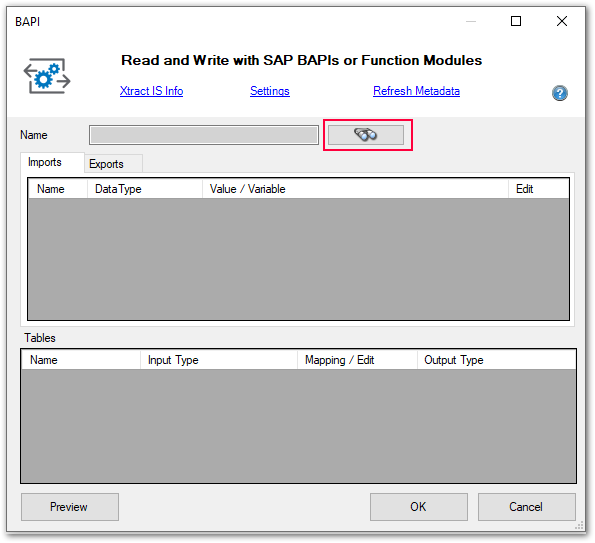 BAPI
Read and Write with SAP BAPIs or Function Modules
Xtract IS Info Settings Refresh Metadata
?
Name
Imports Exports
Name DataType Value / Variable Edit
Tables
Name Input Type Mapping / Edit Output Type
Preview OK Cancel